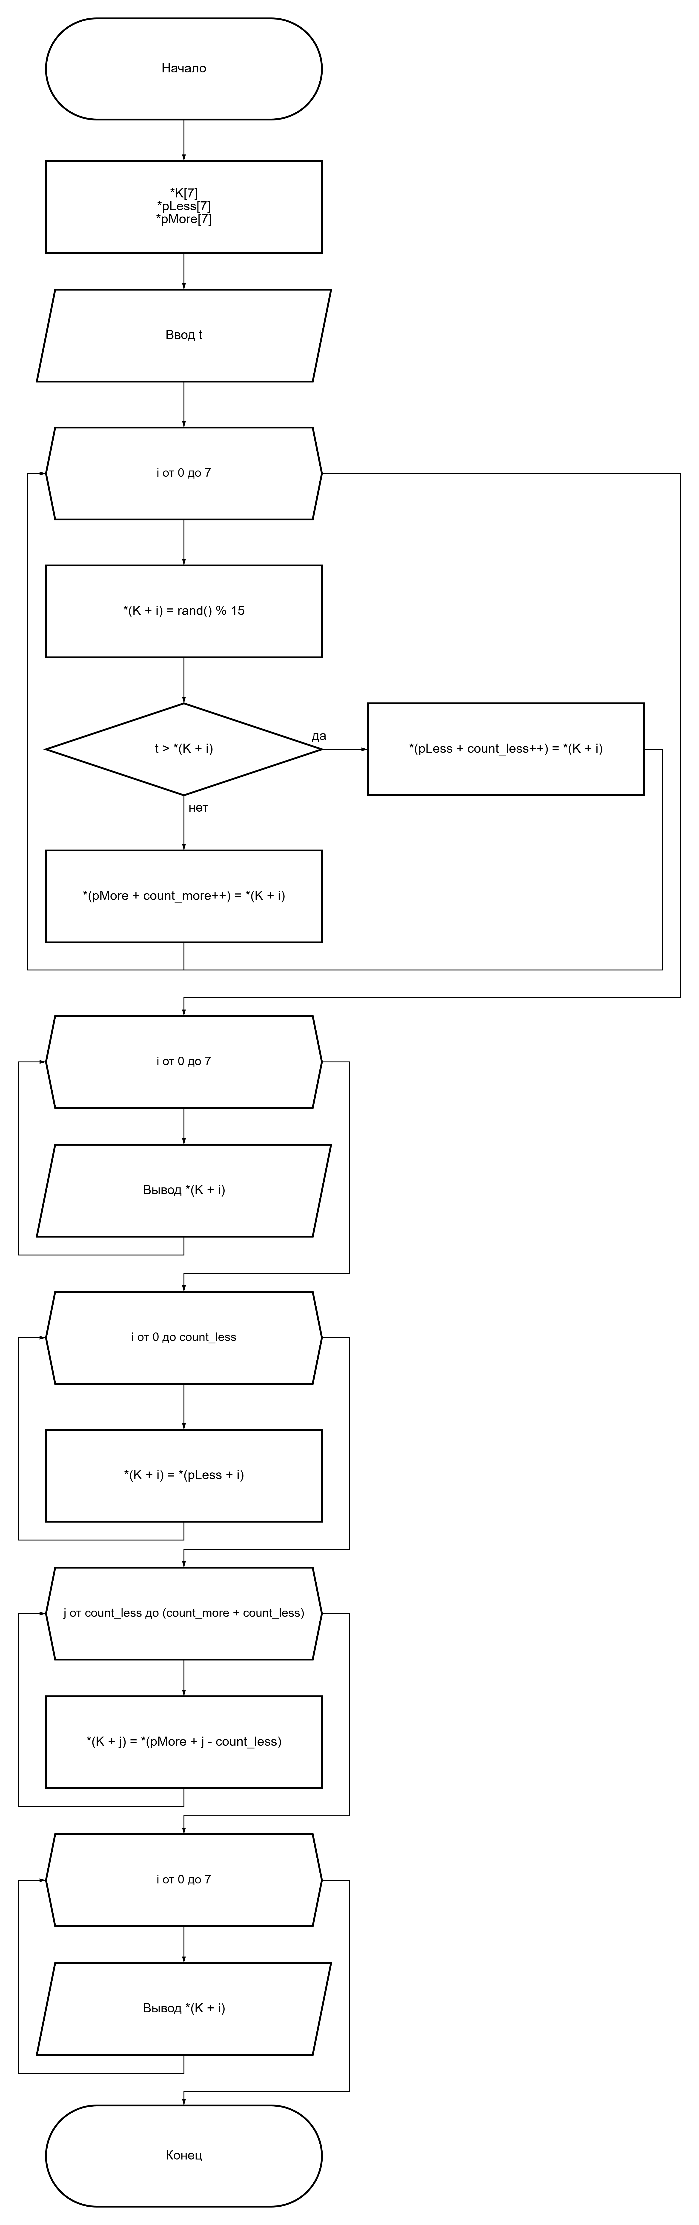 Начало
*K[7]
*pLess[7]
*pMore[7]
Ввод t
i от 0 до 7
*(K + i) = rand() % 15
t > *(K + i)
да
*(pLess + count_less++) = *(K + i)
нет
*(pMore + count_more++) = *(K + i)
i от 0 до 7
Вывод *(K + i)
i от 0 до count_less
*(K + i) = *(pLess + i)
j от count_less до (count_more + count_less)
*(K + j) = *(pMore + j - count_less)
i от 0 до 7
Вывод *(K + i)
Конец